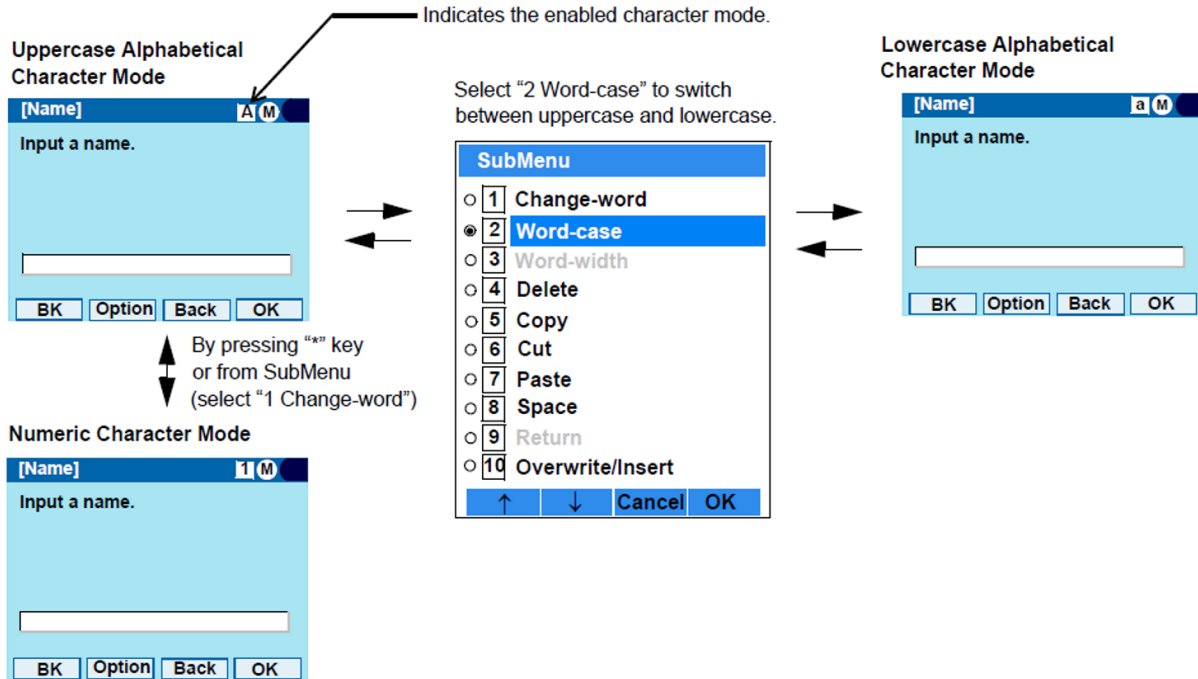 Indicates the enabled character mode.
Uppercase Alphabetical
Character Mode
[Name]
A M
Input a name.
BK Option Back OK
By pressing “*” key
or from SubMenu
(select “1 Change-word”)
Numeric Character Mode
[Name]
1 M
Input a name.
BK Option Back OK
Select “2 Word-case” to switch
between uppercase and lowercase.
SubMenu
1 Change-word
2 Word-case
3 Word-width
4 Delete
5 Copy
6 Cut
7 Paste
8 Space
9 Return
10 Overwrite/Insert
↑ ↓ Cancel OK
Lowercase Alphabetical
Character Mode
[Name]
a M
Input a name.
BK Option Back OK